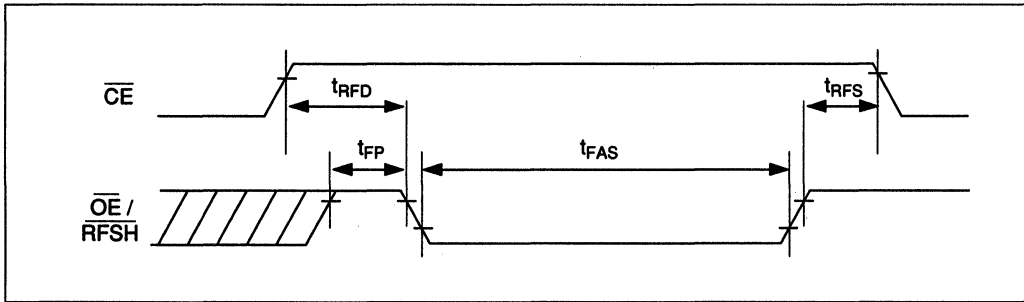 CE
tRFD
tRFS
tFP
tFAS
OE /
RFSH